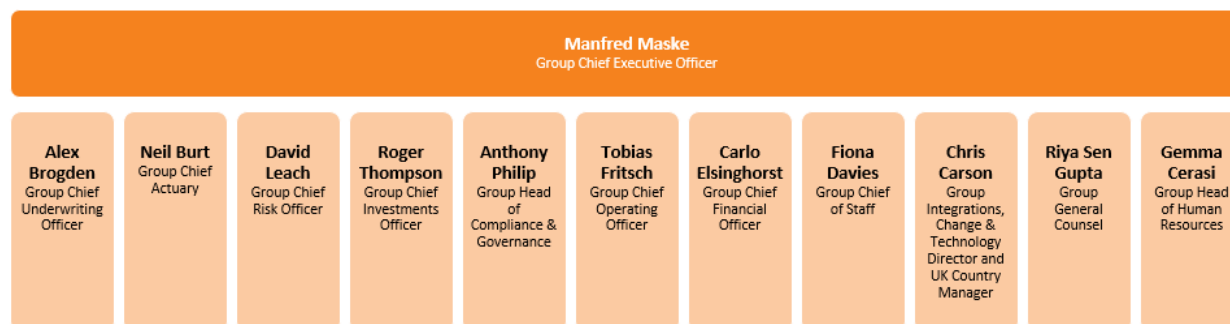 Manfred Maske
Group Chief Executive Officer
Alex
Brogden
Group Chief
Underwriting
Officer
Neil Burt
Group Chief
Actuary
David
Leach
Group Chief
Risk Officer
Roger
Thompson
Group Chief
Investments
Officer
Anthony
Philip
Group Head
of
Compliance &
Governance
Tobias
Fritsch
Group Chief
Operating
Officer
Carlo
Elsinghorst
Group Chief
Financial
Officer
Fiona
Davies
Group Chief
of Staff
Chris
Carson
Group
Integrations,
Change &
Technology
Director and
UK Country
Manager
Riya Sen
Gupta
Group
General
Counsel
Gemma
Cerasi
Group Head
of Human
Resources